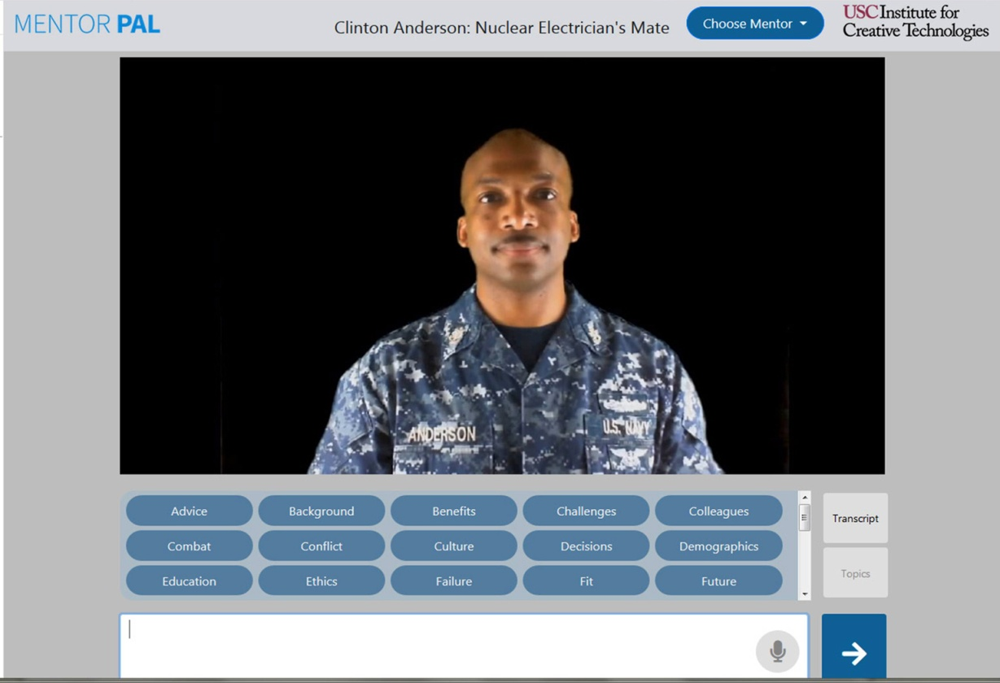 MENTOR PAL
Clinton Anderson: Nuclear Electrician's Mate
Choose Mentor
USC Institute for
Creative Technologies
ANDERSON
U.S. NAVY
Advice
Background
Benefits
Challenges
Colleagues
Combat
Conflict
Culture
Decisions
Demographics
Education
Ethics
Failure
Fit
Future
Transcript
Topics